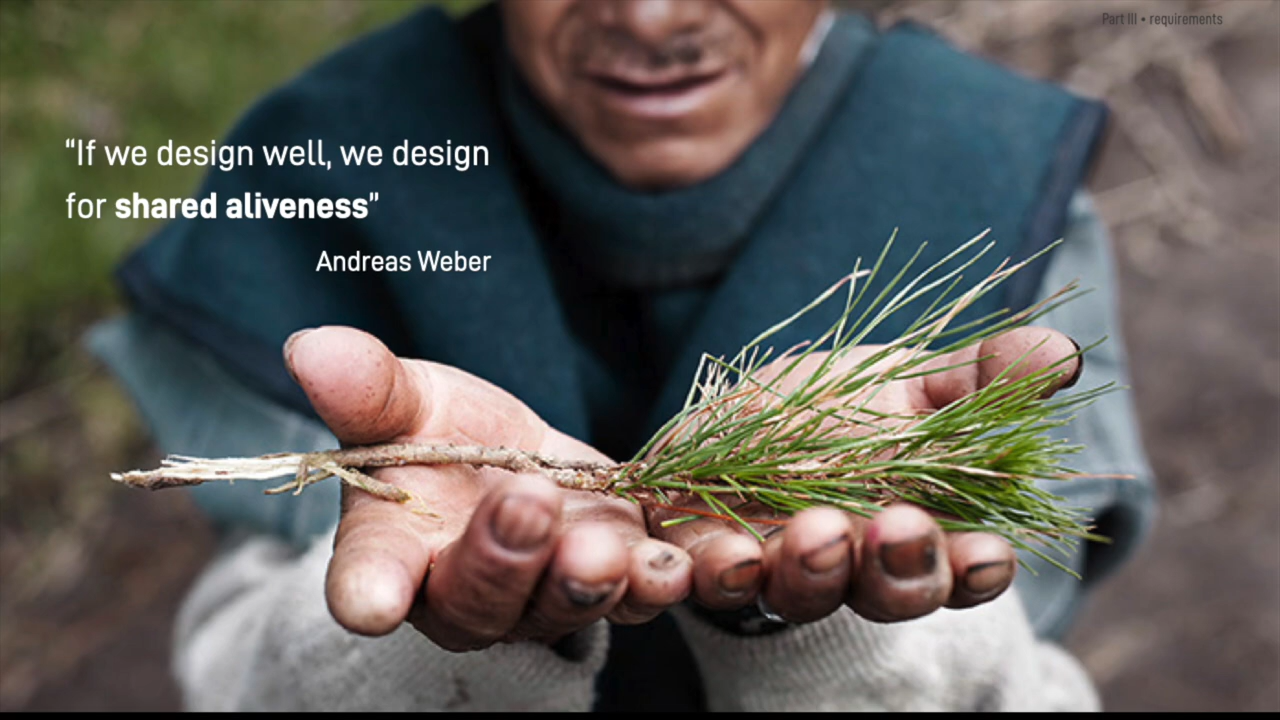 Part III • requirements
“If we design well, we design
for shared aliveness”
Andreas Weber